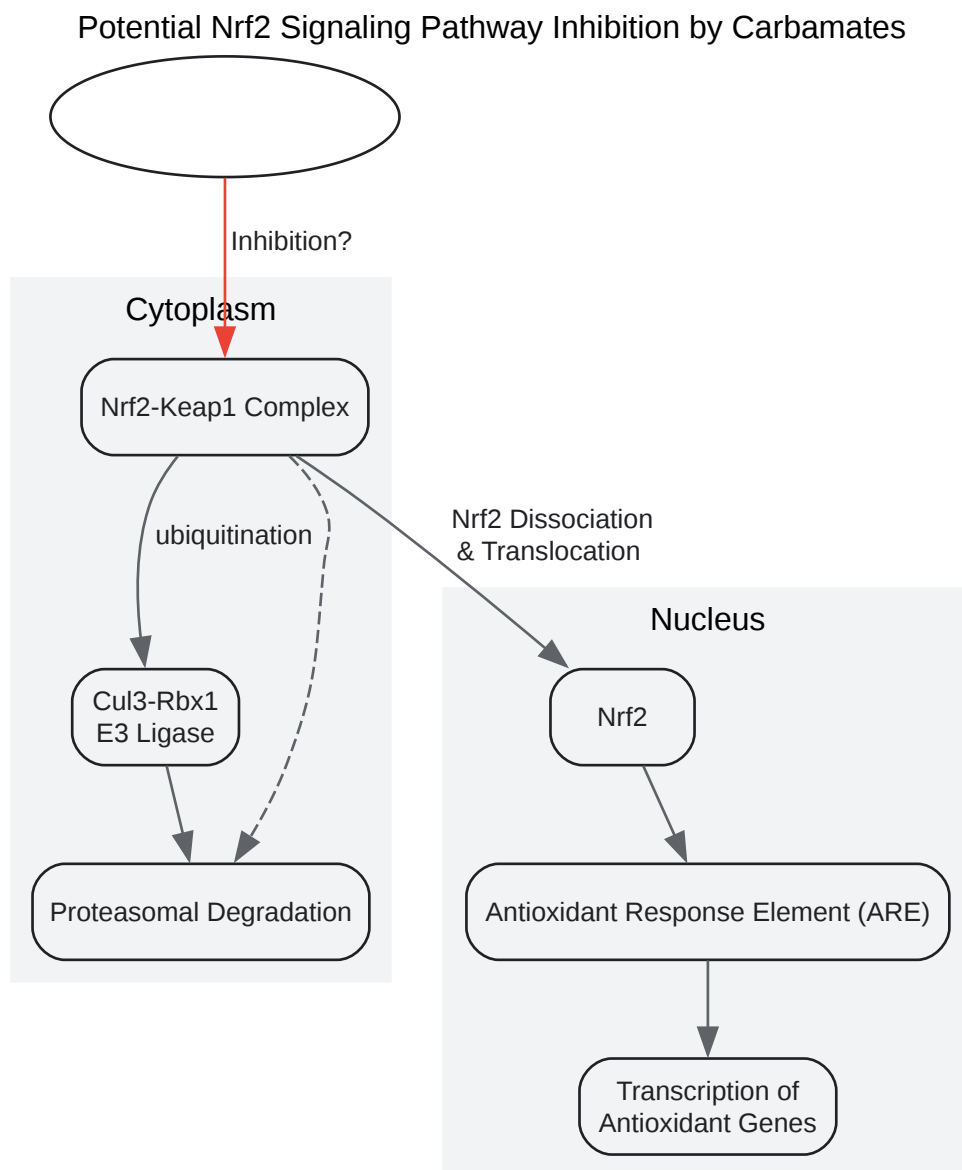 Potential Nrf2 Signaling Pathway Inhibition by Carbamates
Inhibition?
Cytoplasm
Nrf2-Keap1 Complex
Nrf2 Dissociation
& Translocation
ubiquitination
Nucleus
Cul3-Rbx1
E3 Ligase
Nrf2
Proteasomal Degradation
Antioxidant Response Element (ARE)
Transcription of
Antioxidant Genes